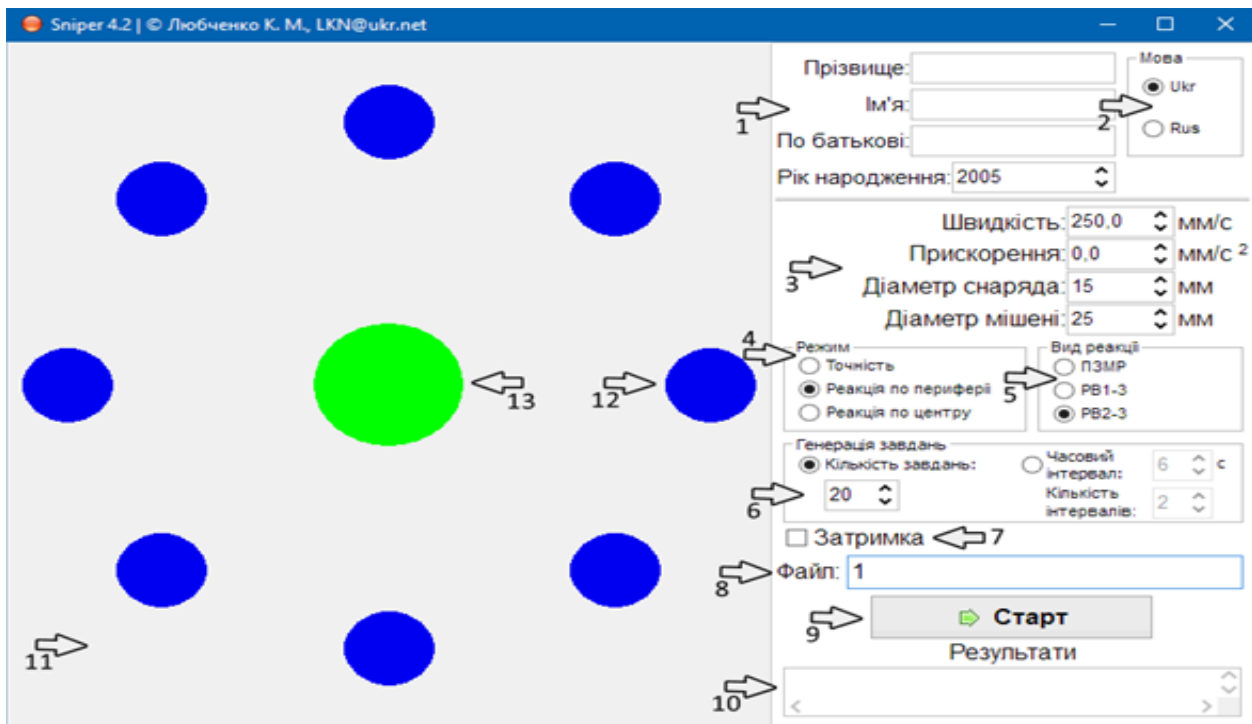 Sniper 4.2 | © Любченко К. М., LKN@ukr.net
Прізвище:
Мова
1
Ім'я:
2
Ukr
Rus
По батькові:
Рік народження: 2005
Швидкість: 250,0 мм/с
Прискорення: 0,0 мм/с 2
3
Діаметр снаряда: 15 мм
Діаметр мішені: 25 мм
4
Режим
Точність
Реакція по периферії
Реакція по центру
5
Вид реакції
ПЗМР
РВ1-3
РВ2-3
12
13
Генерація завдань
Кількість завдань:
20
Часовий
інтервал:
6 с
Кількість
інтервалів:
2
6
Затримка 7
8
Файл: 1
9
Старт
Результати
10
11